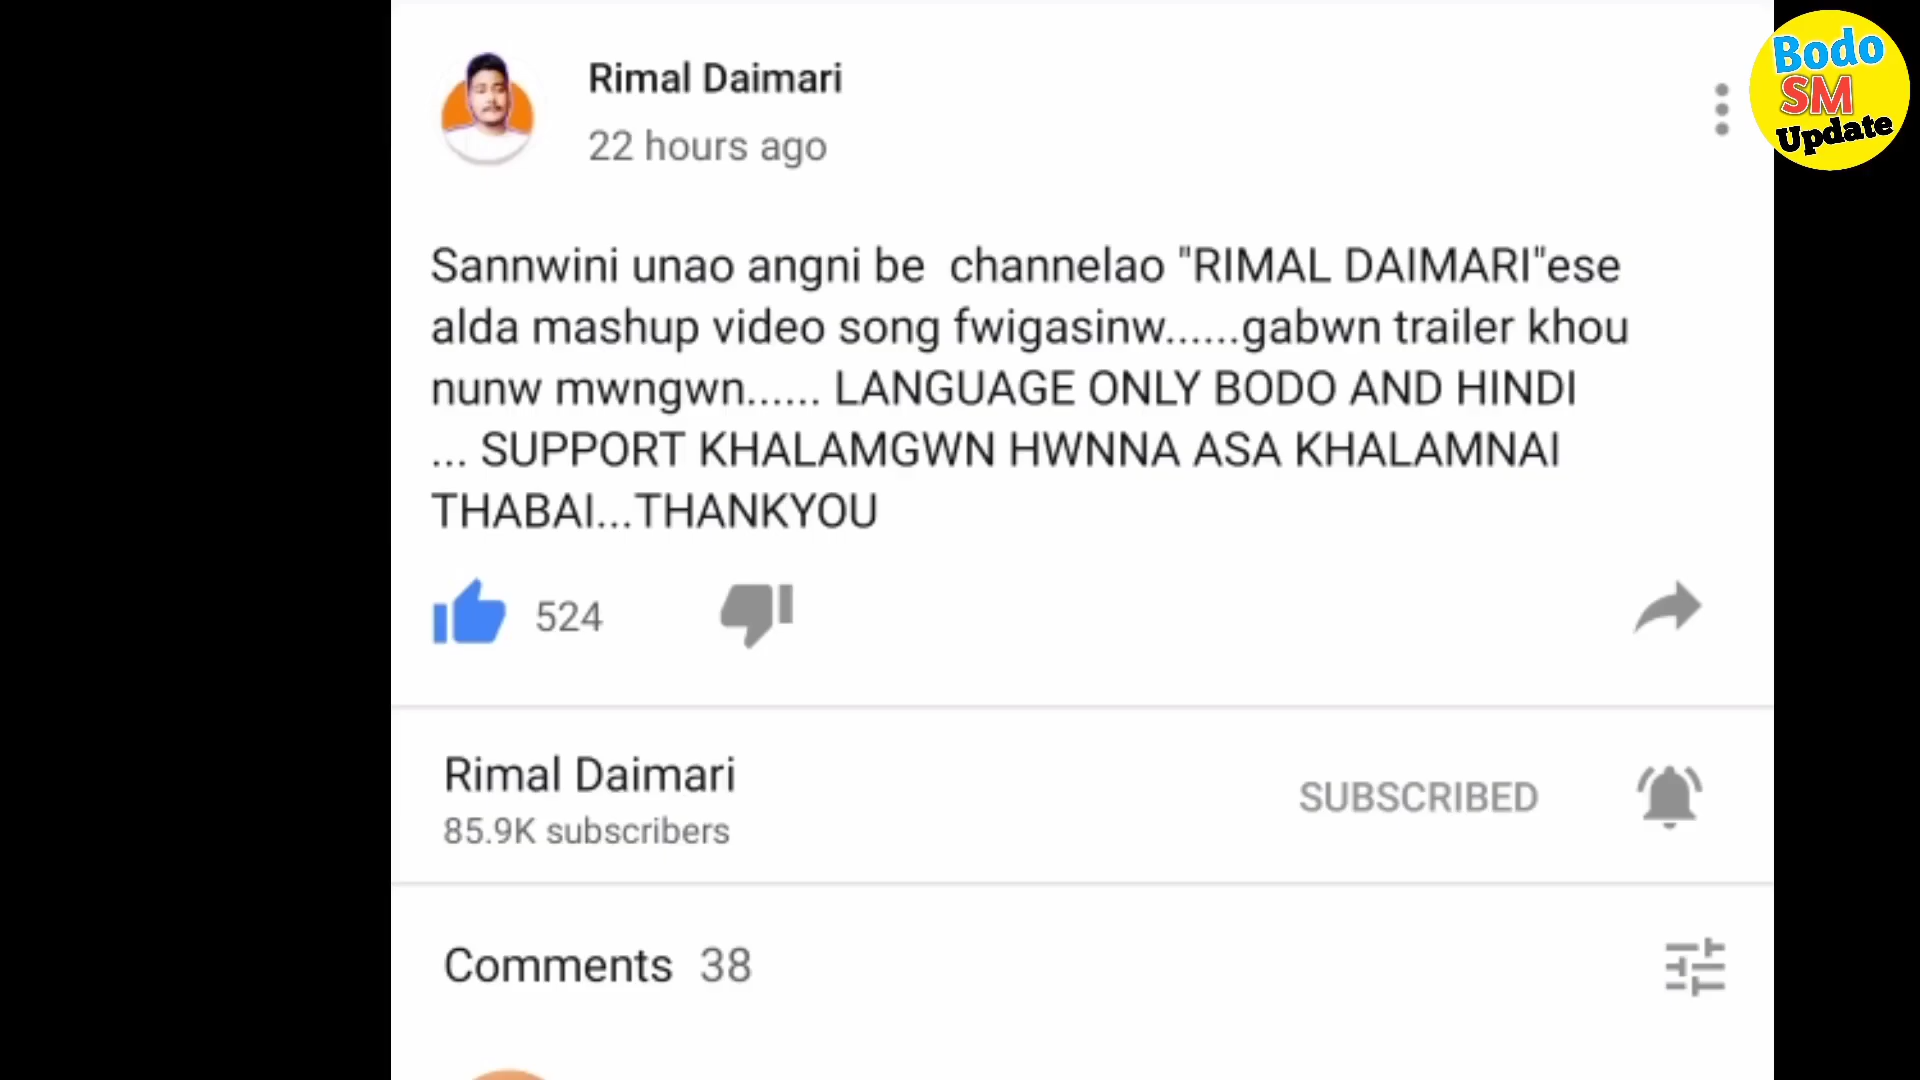 Rimal Daimari
22 hours ago
Bodo
SM
Update
Sannwini unao angni be  channelao "RIMAL DAIMARI"ese
alda mashup video song fwigasinw......gabwn trailer khou
nunw mwngwn...... LANGUAGE ONLY BODO AND HINDI
... SUPPORT KHALAMGWN HWNNA ASA KHALAMNAI
THABAI...THANKYOU
524
Rimal Daimari
85.9K subscribers
SUBSCRIBED
Comments 38